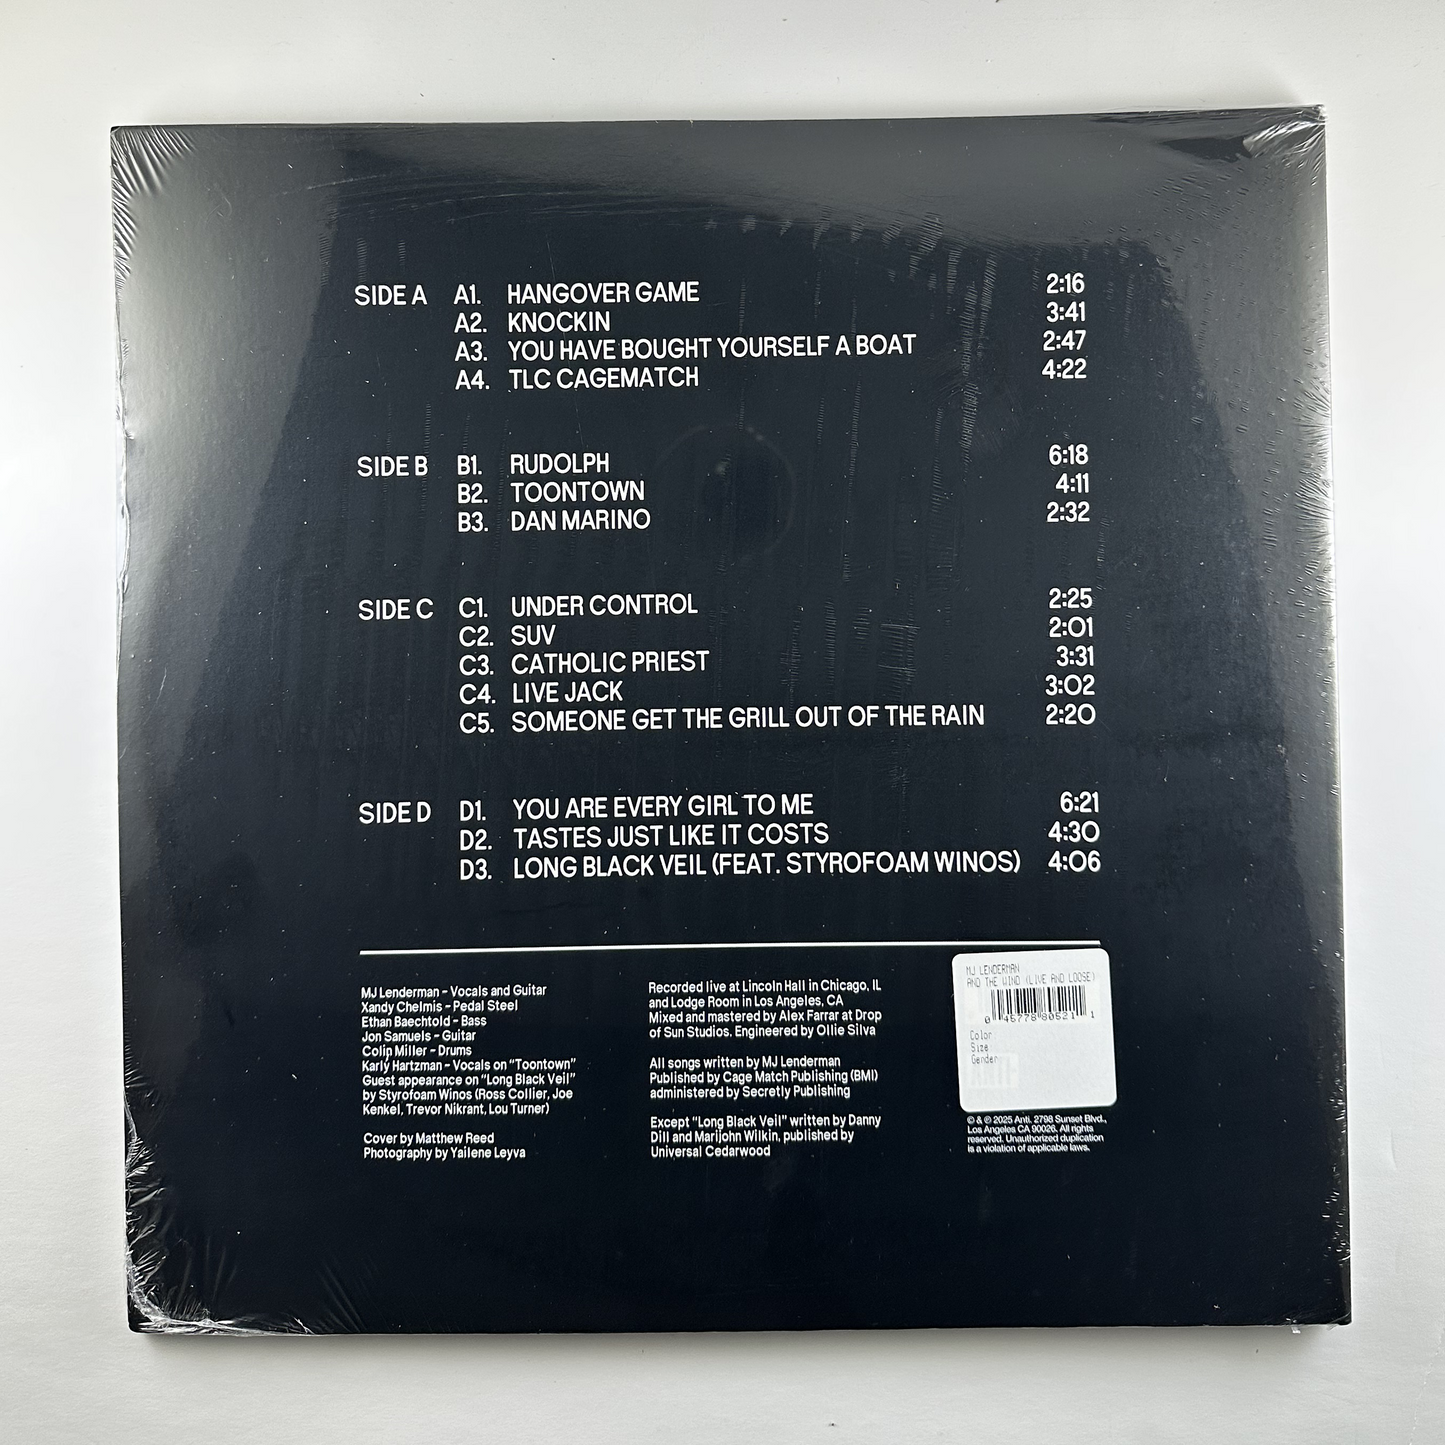 SIDE A A1. HANGOVER GAME 2:16
A2. KNOCKIN 3:41
A3. YOU HAVE BOUGHT YOURSELF A BOAT 2:47
A4. TLC CAGEMATCH 4:22
SIDE B B1. RUDOLPH 6:18
B2. TOONTOWN 4:11
B3. DAN MARINO 2:32
SIDE C C1. UNDER CONTROL 2:25
C2. SUV 2:01
C3. CATHOLIC PRIEST 3:31
C4. LIVE JACK 3:02
C5. SOMEONE GET THE GRILL OUT OF THE RAIN 2:20
SIDE D D1. YOU ARE EVERY GIRL TO ME 6:21
D2. TASTES JUST LIKE IT COSTS 4:30
D3. LONG BLACK VEIL (FEAT. STYROFOAM WINOS) 4:06
MJ Lenderman – Vocals and Guitar
Xandy Chelmis – Pedal Steel
Ethan Baechtold – Bass
Jon Samuels – Guitar
Colin Miller – Drums
Karly Hartzman – Vocals on “Toontown”
Guest appearance on “Long Black Veil”
by Styrofoam Winos (Ross Collier, Joe
Kenkel, Trevor Nikrant, Lou Turner)
Cover by Matthew Reed
Photography by Yailene Leyva
Recorded live at Lincoln Hall in Chicago, IL
and Lodge Room in Los Angeles, CA
Mixed and mastered by Alex Farrar at Drop
of Sun Studios. Engineered by Ollie Silva
All songs written by MJ Lenderman
Published by Cage Match Publishing (BMI)
administered by Secretly Publishing
Except “Long Black Veil” written by Danny
Dill and Marijohn Wilkin, published by
Universal Cedarwood
MJ LENDERMAN
AND THE WIND (LIVE AND LOOSE)
0 45778 80521 1
Color
Size
Gender
ANTI-
© & ℗ 2025 Anti. 2798 Sunset Blvd.,
Los Angeles CA 90026. All rights
reserved. Unauthorized duplication
is a violation of applicable laws.